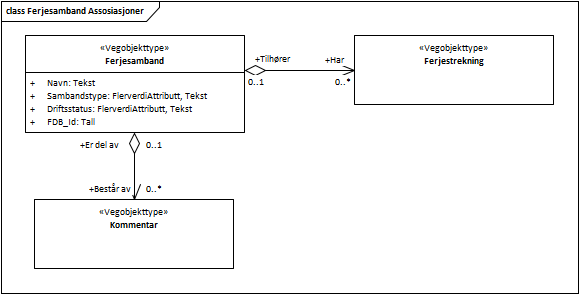 class Ferjesamband Assosiasjoner
«Vegobjekttype»
Ferjesamband
+ Navn: Tekst
+ Sambandstype: FlerverdiAttributt, Tekst
+ Driftsstatus: FlerverdiAttributt, Tekst
+ FDB_Id: Tall
+Tilhører
+Har
0..1
0..*
«Vegobjekttype»
Ferjestrekning
+Er del av
0..1
+Består av
0..*
«Vegobjekttype»
Kommentar